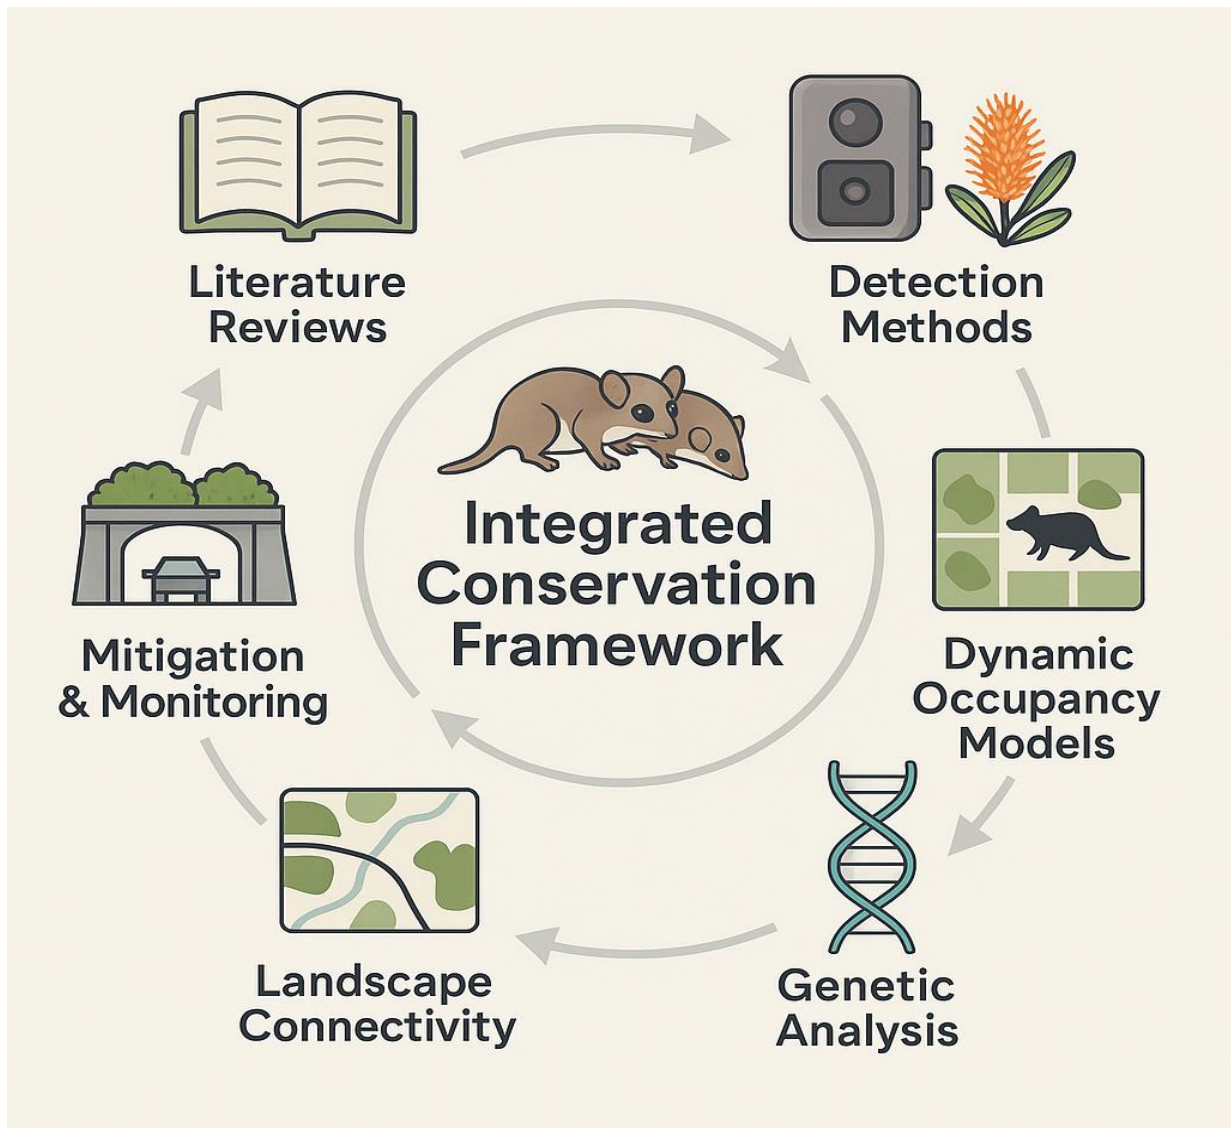 Literature
Reviews
Detection
Methods
Integrated
Conservation
Framework
Mitigation
& Monitoring
Dynamic
Occupancy
Models
Landscape
Connectivity
Genetic
Analysis